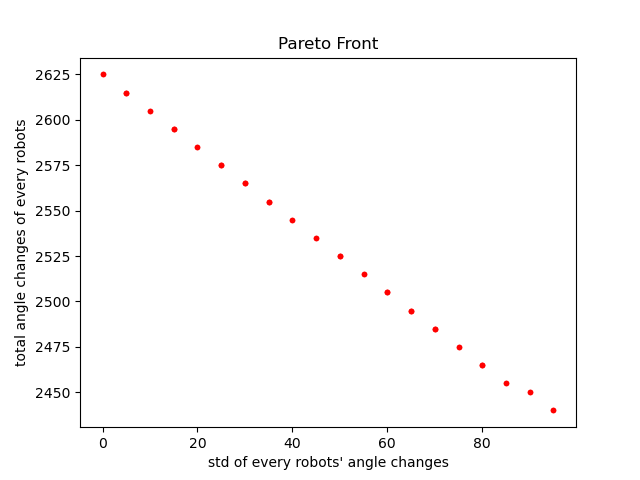 Pareto Front
total angle changes of every robots
2625
2600
2575
2550
2525
2500
2475
2450
0 20 40 60 80
std of every robots' angle changes